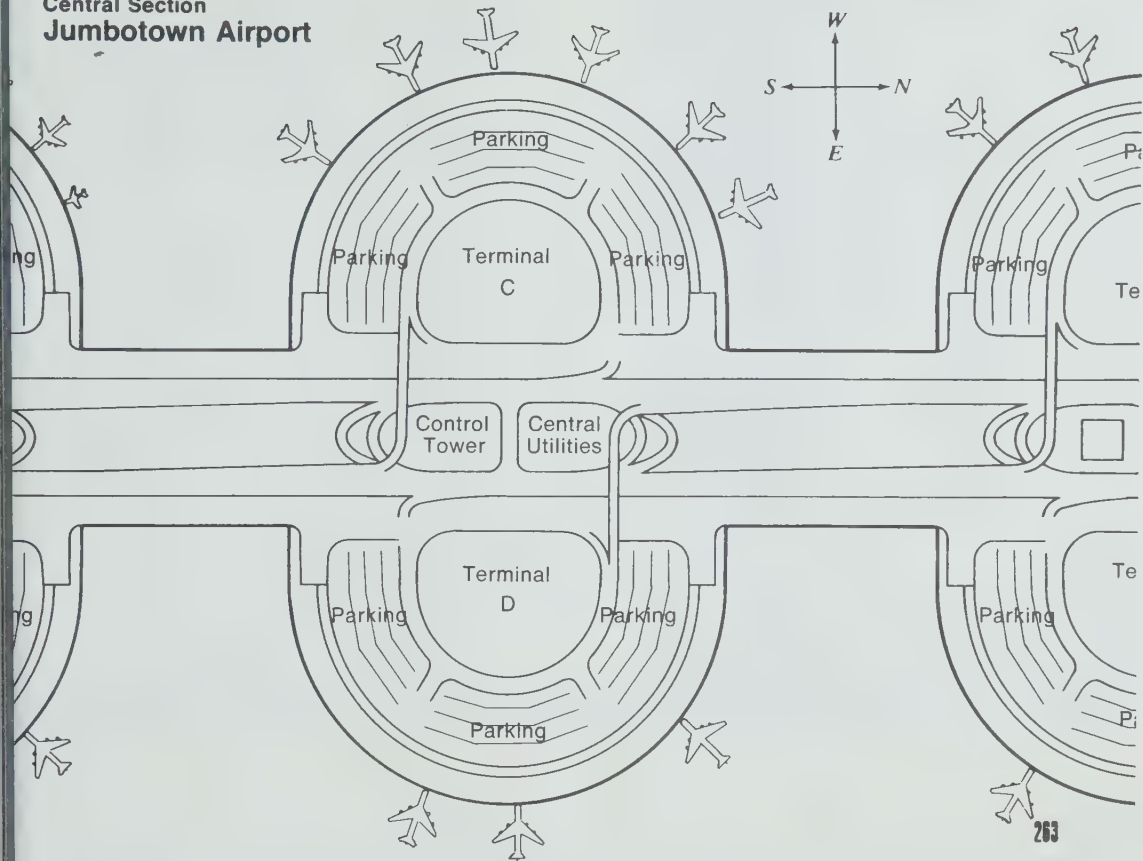 Central Section
Jumbotown Airport
W
S
N
E
Parking
Parking
Terminal
C
Parking
Parking
Control
Tower
Central
Utilities
Terminal
D
Parking
Parking
Parking
Parking
263